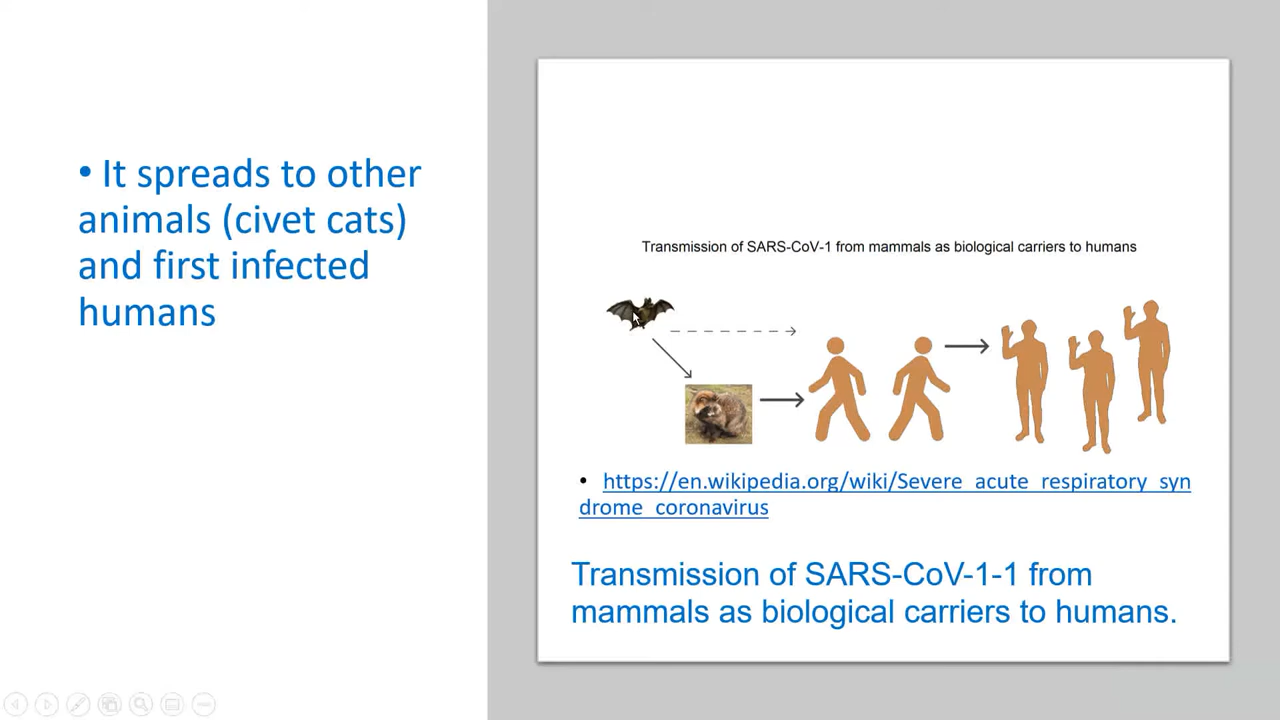 • It spreads to other
animals (civet cats)
and first infected
humans
Transmission of SARS-CoV-1 from mammals as biological carriers to humans
• https://en.wikipedia.org/wiki/Severe_acute_respiratory_syn
drome_coronavirus
Transmission of SARS-CoV-1-1 from
mammals as biological carriers to humans.